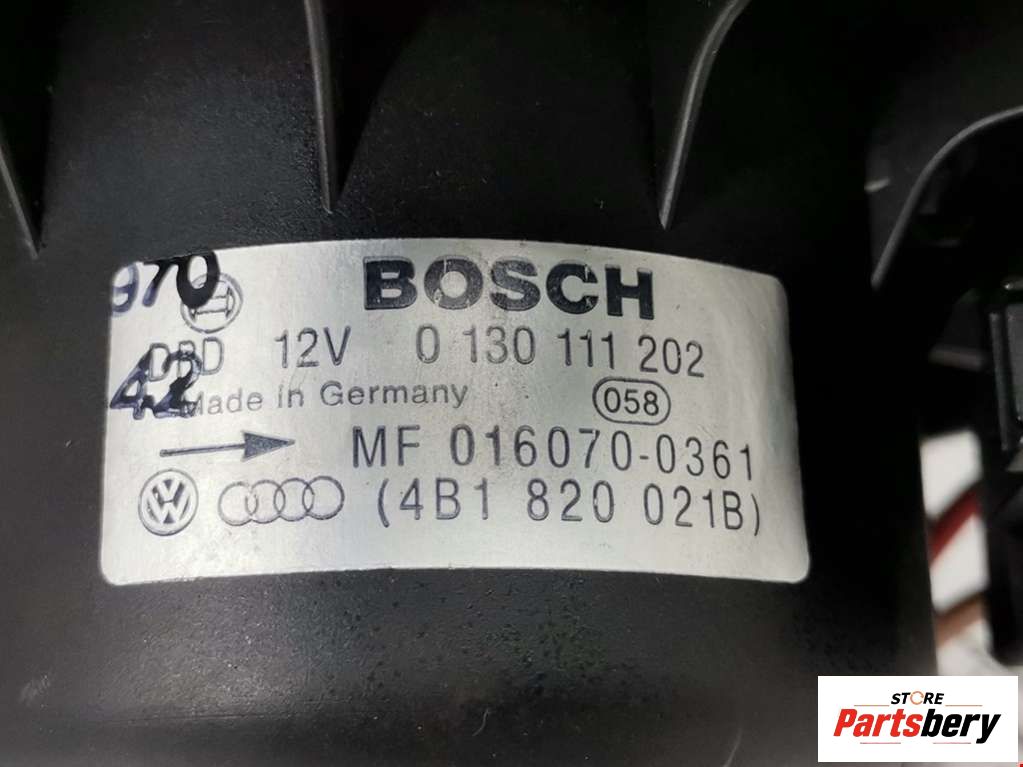 BOSCH
970
DBD 12V 0 130 111 202
42
Made in Germany 058
MF 016070-0361
(4B1 820 021B)
STORE
Partsbery